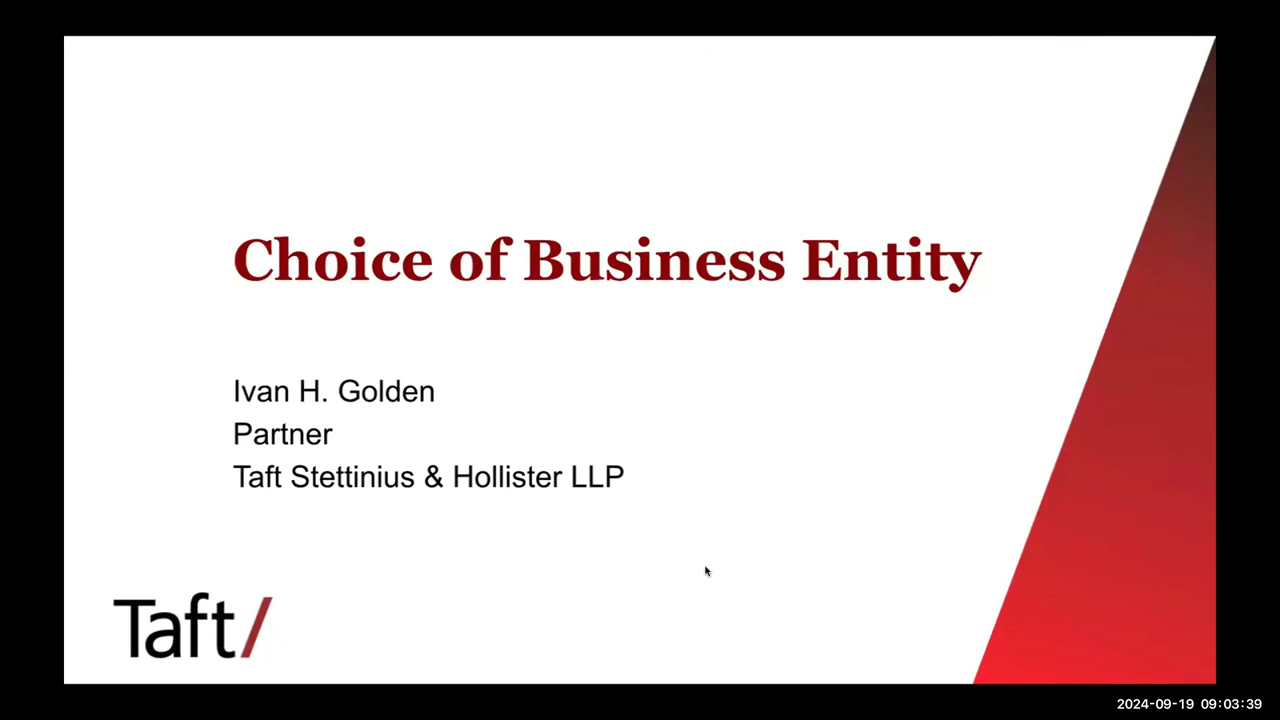 Choice of Business Entity
Ivan H. Golden
Partner
Taft Stettinius & Hollister LLP
Taft/
2024-09-19 09:03:39